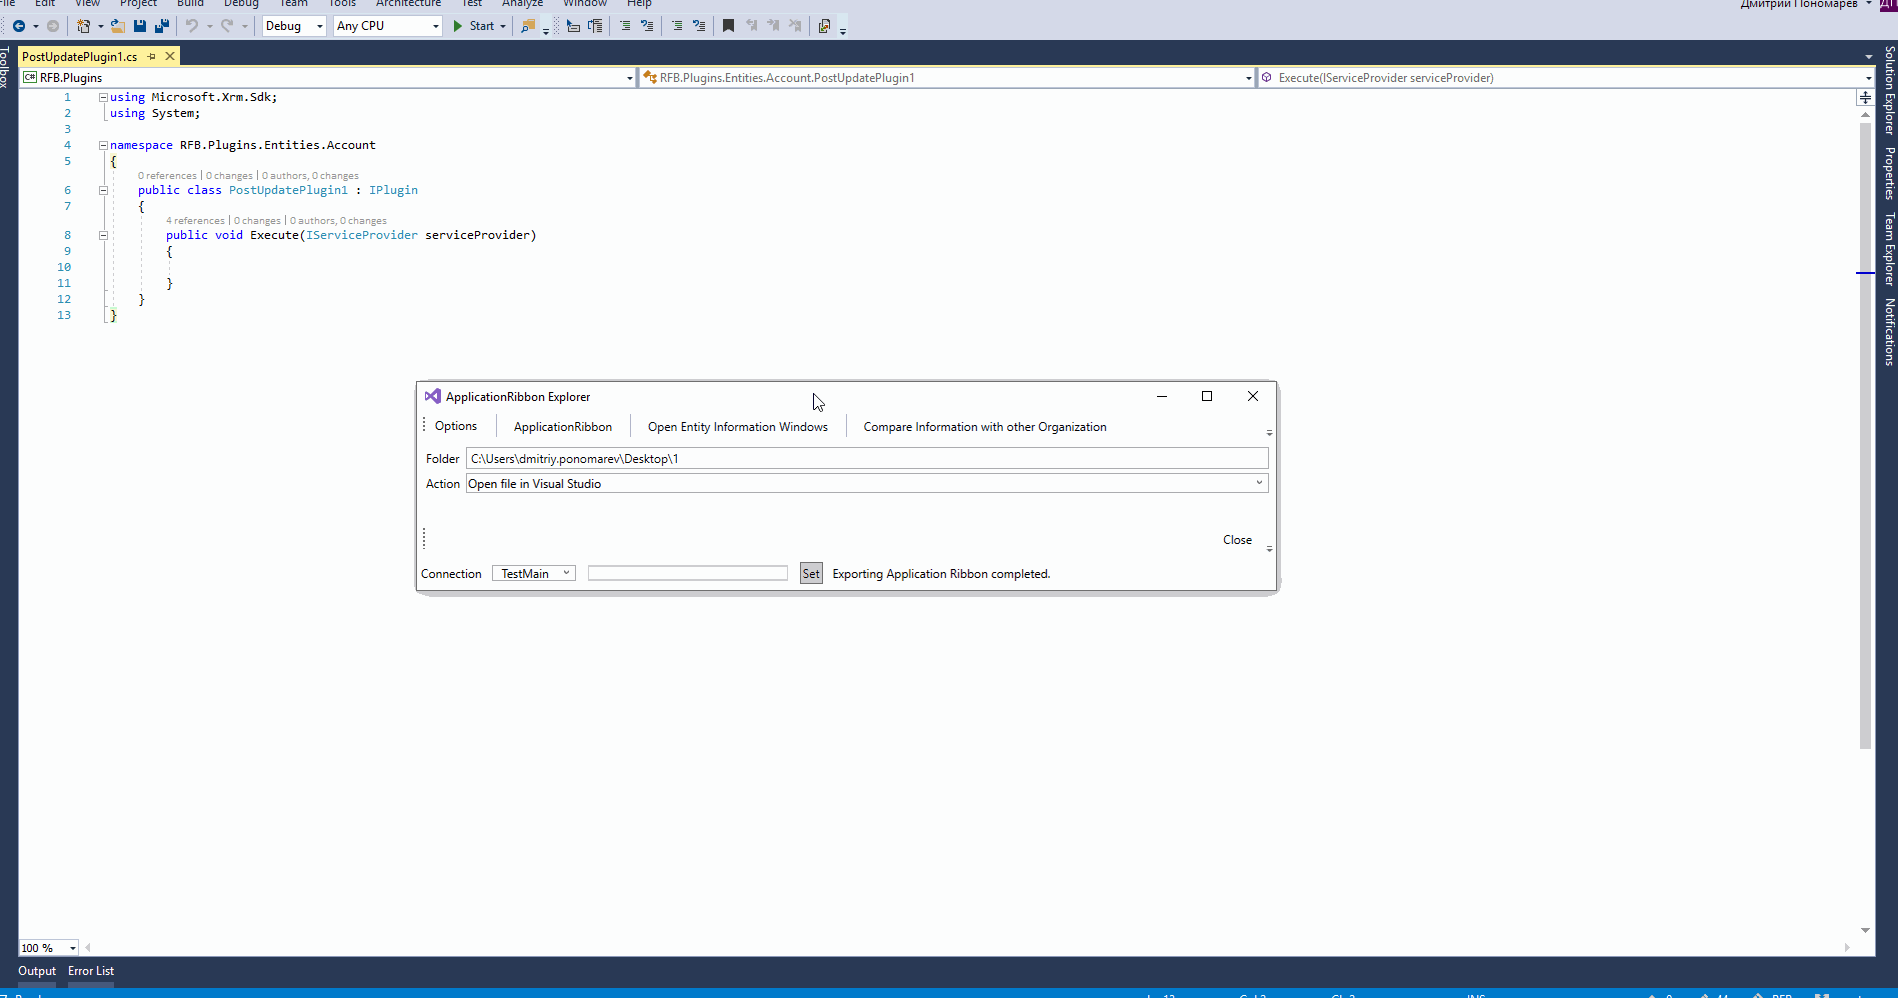 File Edit View Project Build Debug Team Tools Architecture Test Analyze Window Help Дмитрий Пономарев
Debug Any CPU Start
Toolbox
PostUpdatePlugin1.cs
RFB.Plugins RFB.Plugins.Entities.Account.PostUpdatePlugin1 Execute(IServiceProvider serviceProvider)
1 using Microsoft.Xrm.Sdk;
2 using System;
3
4 namespace RFB.Plugins.Entities.Account
5 {
0 references | 0 changes | 0 authors, 0 changes
6 public class PostUpdatePlugin1 : IPlugin
7 {
4 references | 0 changes | 0 authors, 0 changes
8 public void Execute(IServiceProvider serviceProvider)
9 {
10
11 }
12 }
13 }
Solution Explorer
Properties
Team Explorer
Notifications
ApplicationRibbon Explorer
Options ApplicationRibbon Open Entity Information Windows Compare Information with other Organization
Folder C:\Users\dmitriy.ponomarev\Desktop\1
Action Open file in Visual Studio
Close
Connection TestMain Set Exporting Application Ribbon completed.
100 %
Output Error List